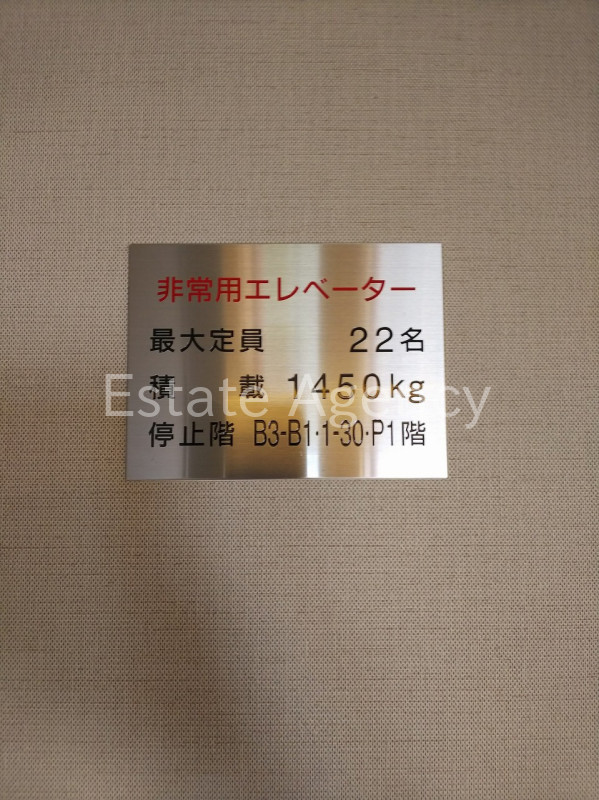 非常用エレベーター
最大定員 22名
積載 1450kg
Estate Agency
停止階 B3-B1·1-30·P1階